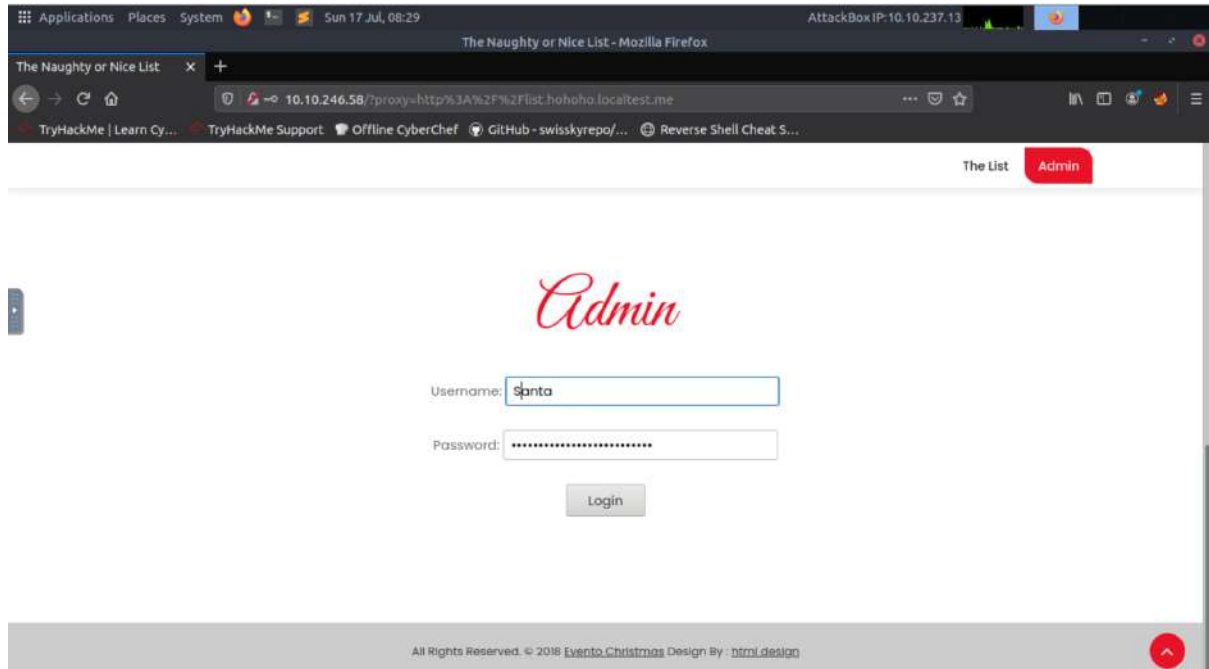 Applications Places System Sun 17 Jul, 08:29 AttackBox IP:10.10.237.13
The Naughty or Nice List - Mozilla Firefox
The Naughty or Nice List × +
10.10.246.58/?proxy=http%3A%2F%2Flist.hohoho.localtest.me
TryHackMe | Learn Cy... TryHackMe Support Offline CyberChef GitHub - swisskyrepo/... Reverse Shell Cheat S...
The List Admin
Admin
Username: Santa
Password: ••••••••••••••••••••••••••
Login
All Rights Reserved. © 2018 Evento Christmas Design By : html.design